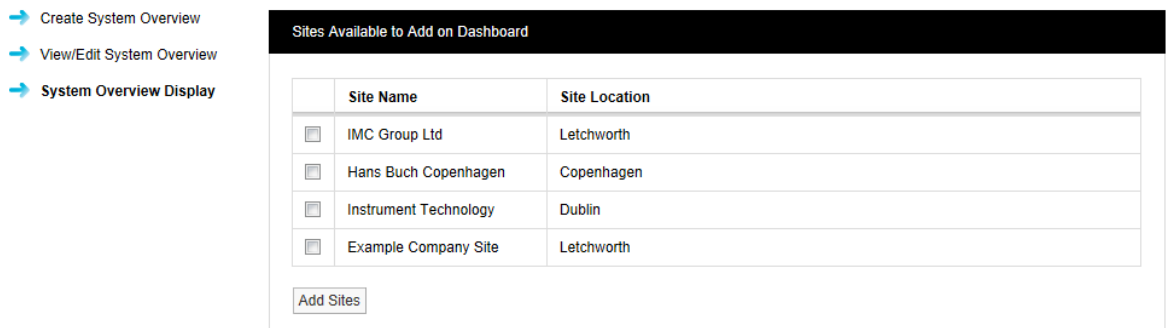 Create System Overview
View/Edit System Overview
System Overview Display
Sites Available to Add on Dashboard
Site Name Site Location
IMC Group Ltd Letchworth
Hans Buch Copenhagen Copenhagen
Instrument Technology Dublin
Example Company Site Letchworth
Add Sites